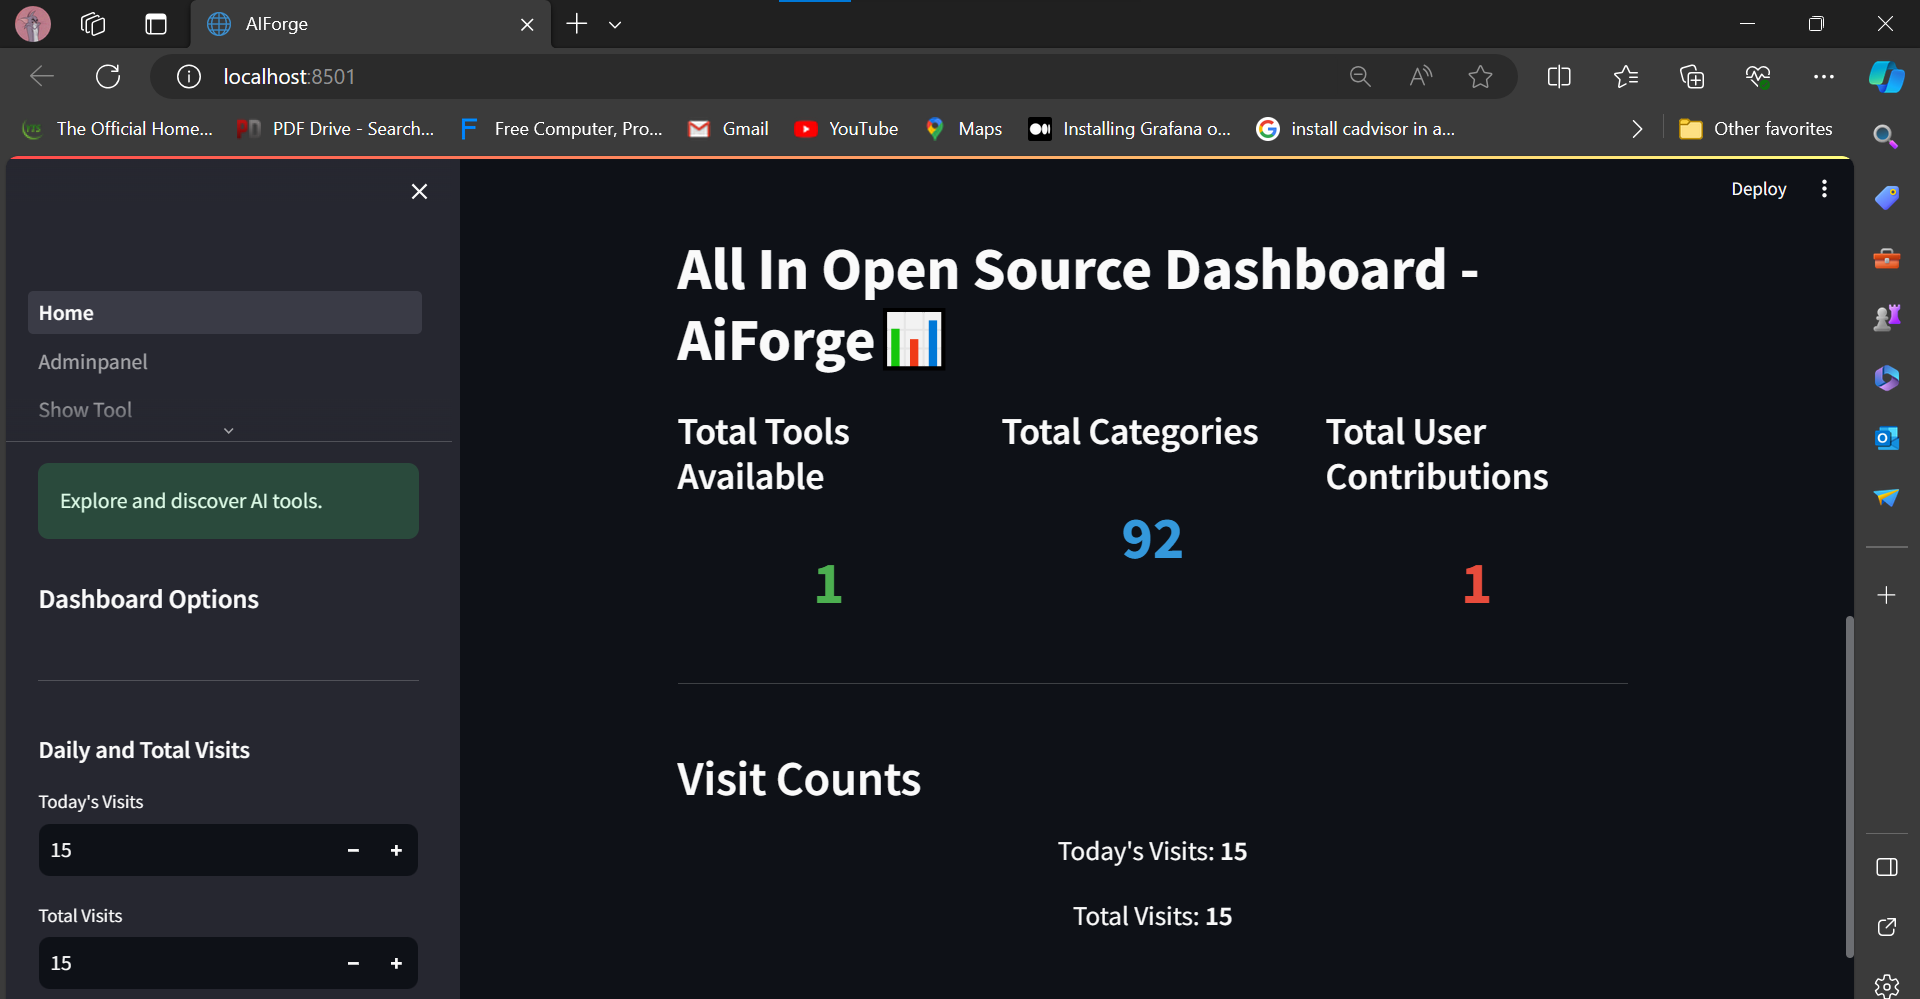 AIForge
localhost:8501
The Official Home...
PDF Drive - Search...
Free Computer, Pro...
Gmail
YouTube
Maps
Installing Grafana o...
install cadvisor in a...
Other favorites
Deploy
Home
Adminpanel
Show Tool
Explore and discover AI tools.
Dashboard Options
Daily and Total Visits
Today's Visits
15
Total Visits
15
All In Open Source Dashboard -
AiForge
Total Tools
Available
1
Total Categories
92
Total User
Contributions
1
Visit Counts
Today's Visits: 15
Total Visits: 15